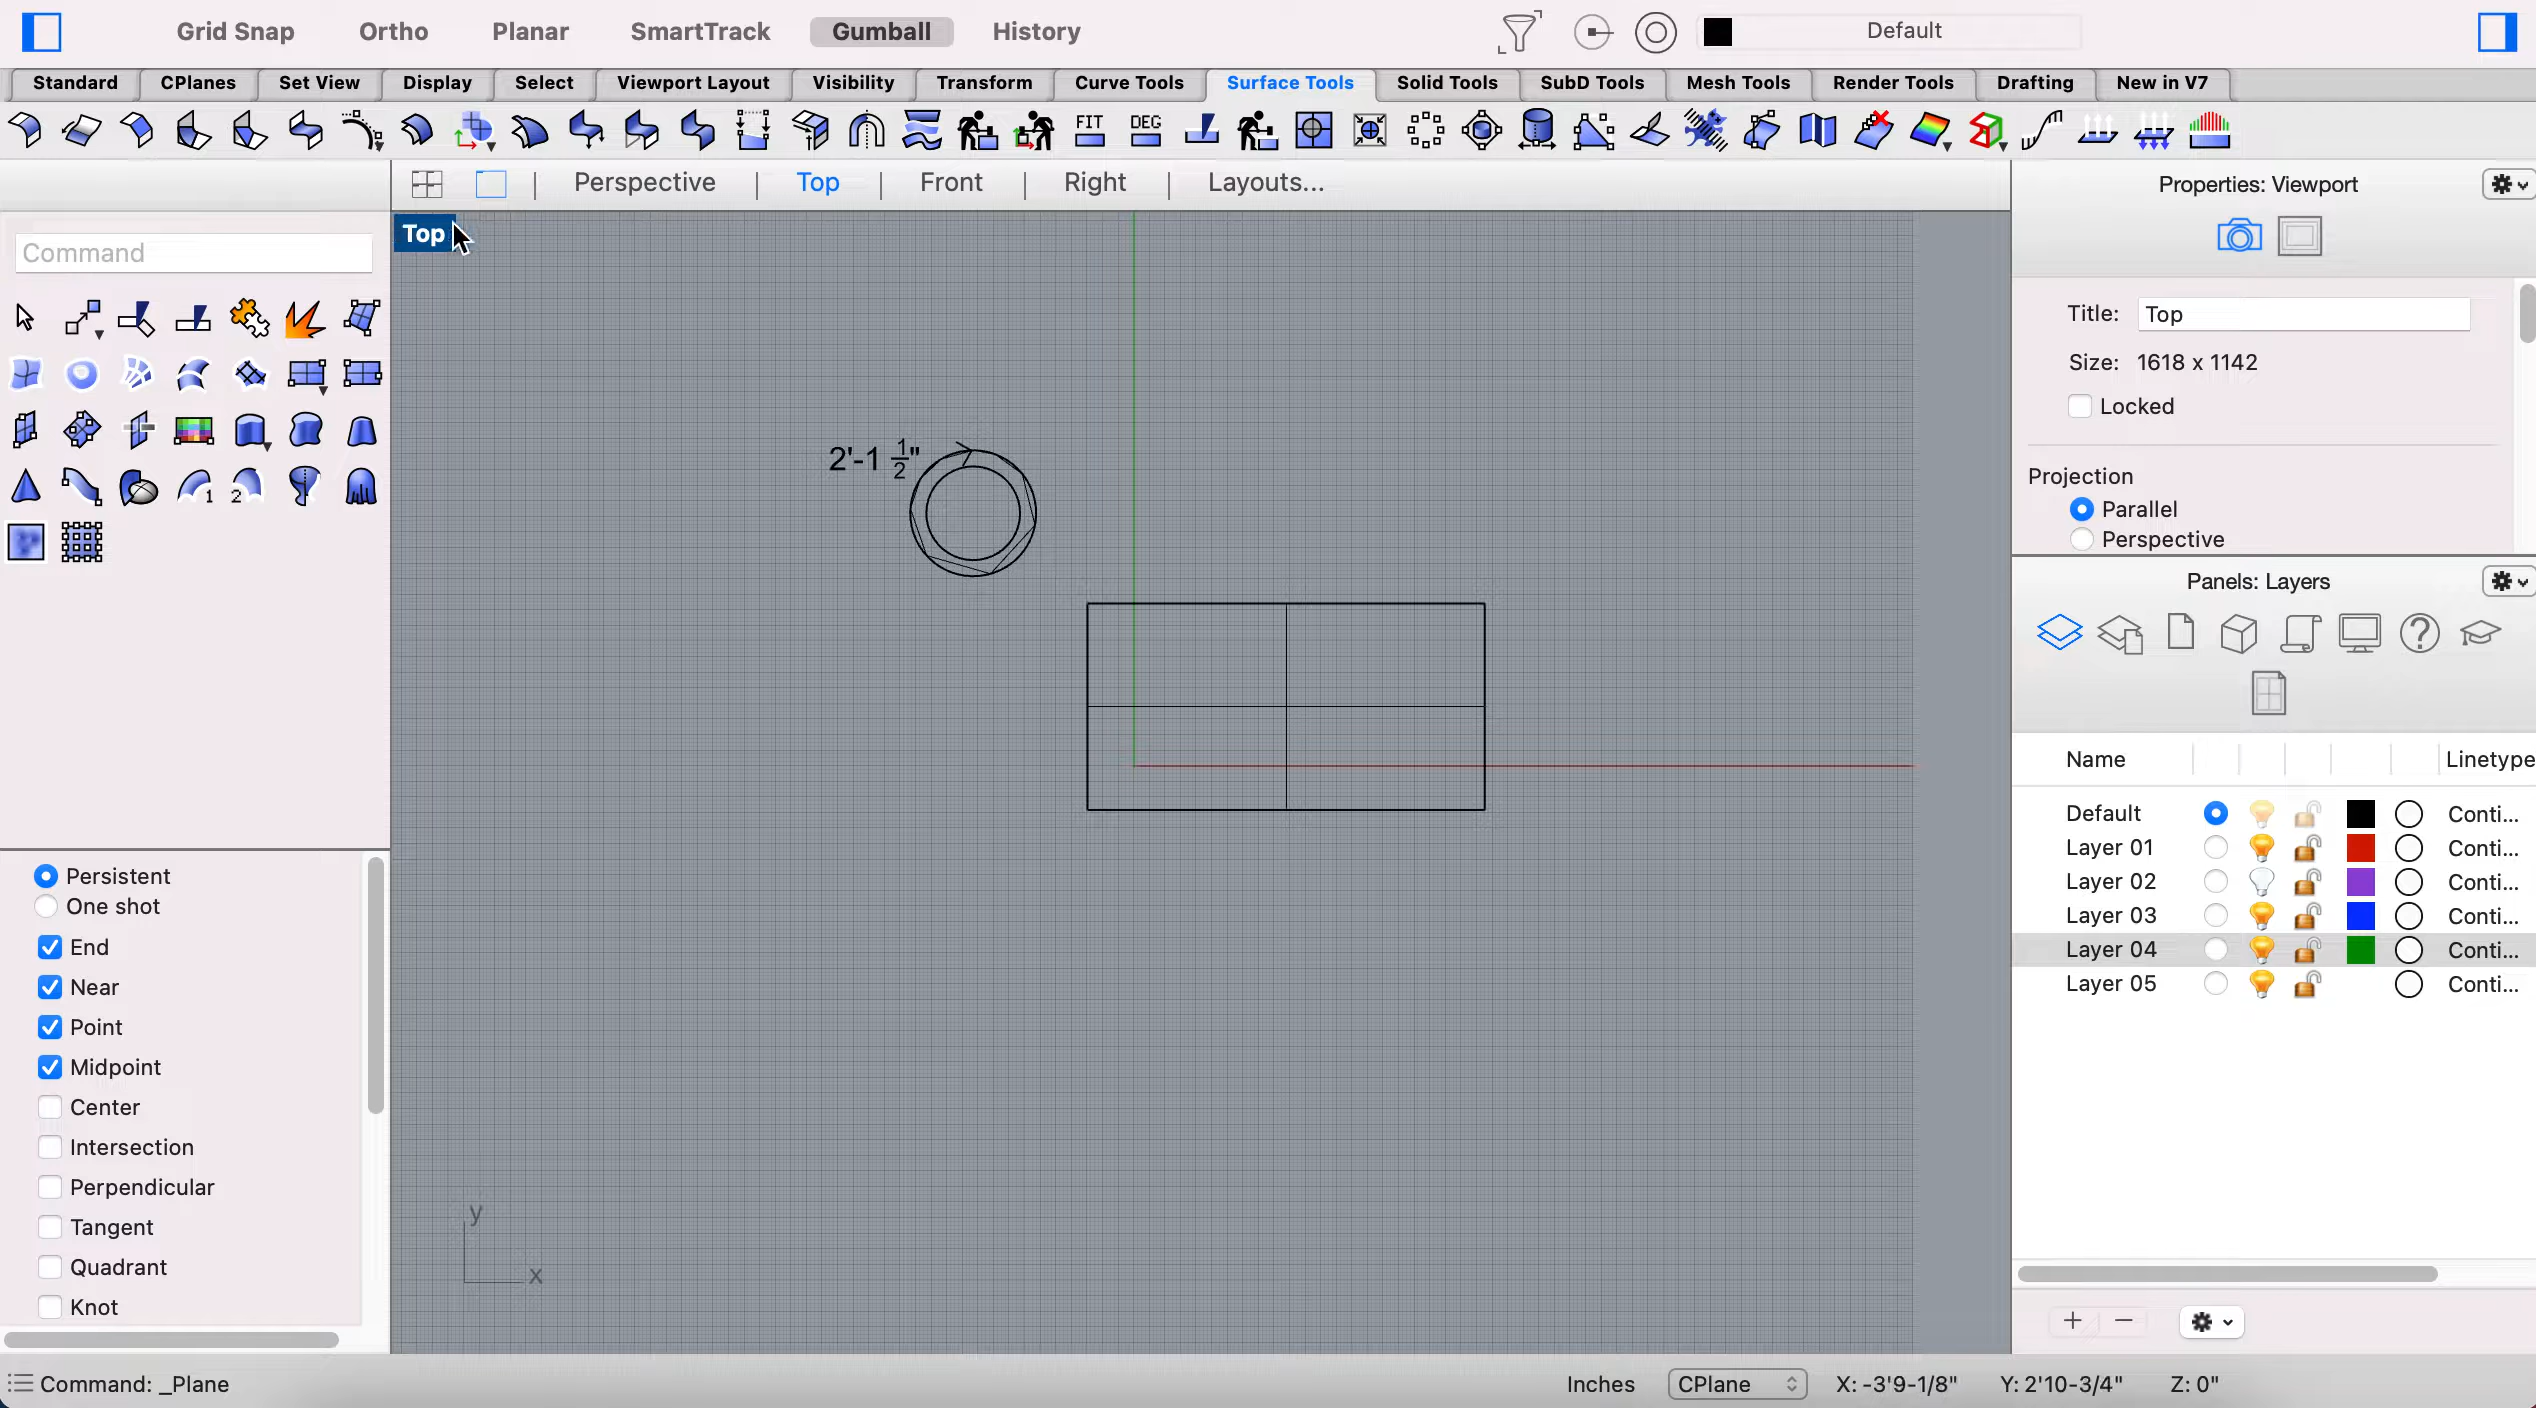 Grid Snap Ortho Planar SmartTrack Gumball History Default
Standard CPlanes Set View Display Select Viewport Layout Visibility Transform Curve Tools Surface Tools Solid Tools SubD Tools Mesh Tools Render Tools Drafting New in V7
FIT DEG
Perspective Top Front Right Layouts... Properties: Viewport
Top
Command
Title: Top
Size: 1618 x 1142
Locked
Projection
Parallel
Perspective
2'-1 1/2"
1 2
Panels: Layers
Name Linetype
Default Conti...
Layer 01 Conti...
Layer 02 Conti...
Layer 03 Conti...
Layer 04 Conti...
Layer 05 Conti...
Persistent
One shot
End
Near
Point
Midpoint
Center
Intersection
Perpendicular
Tangent
Quadrant
Knot
y
x
Command: _Plane Inches CPlane X: -3'9-1/8" Y: 2'10-3/4" Z: 0"